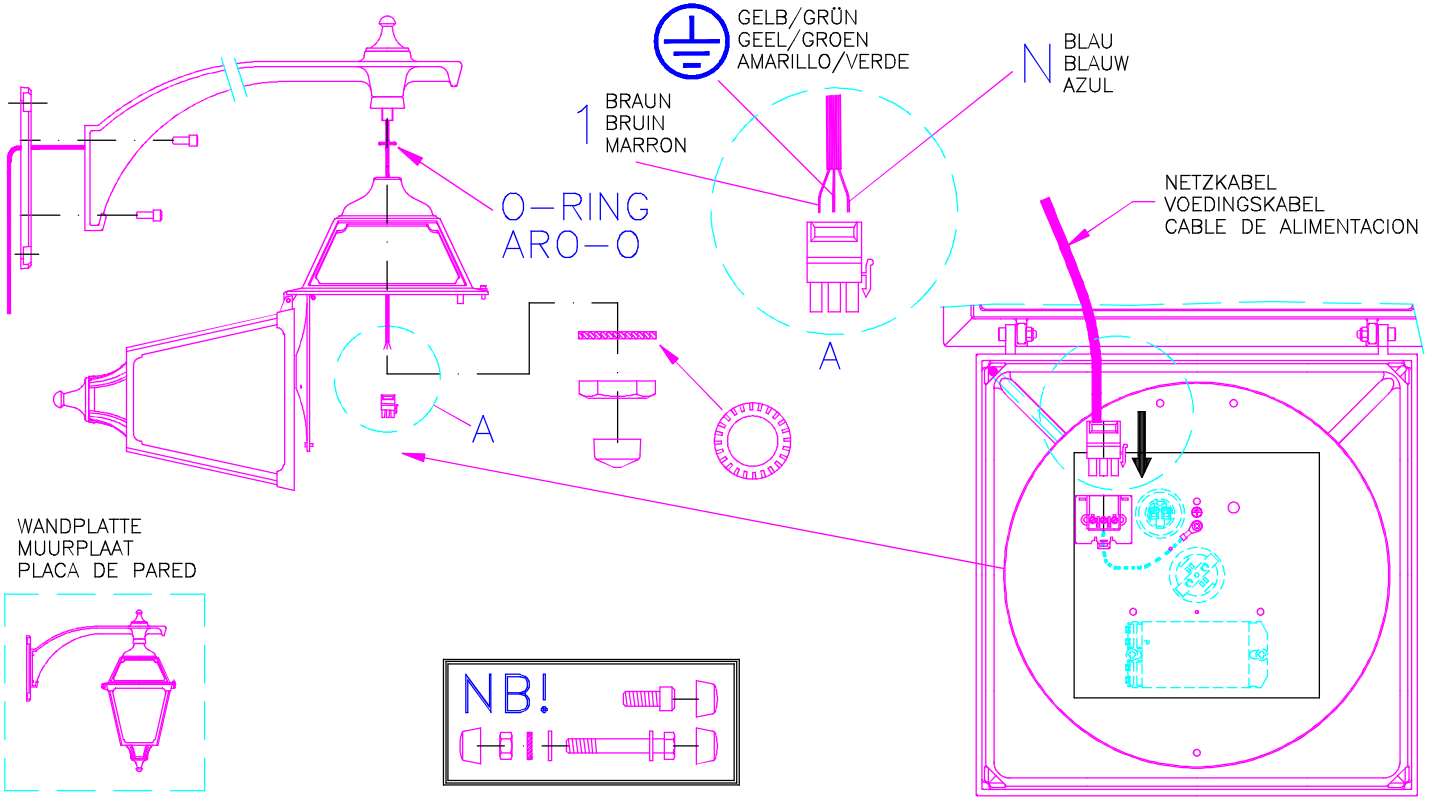 GELB/GRÜN
GEEL/GROEN
AMARILLO/VERDE
N
BLAU
BLAUW
AZUL
1
BRAUN
BRUIN
MARRON
NETZKABEL
VOEDINGSKABEL
CABLE DE ALIMENTACION
O-RING
ARO-O
A
A
WANDPLATTE
MUURPLAAT
PLACA DE PARED
NB!